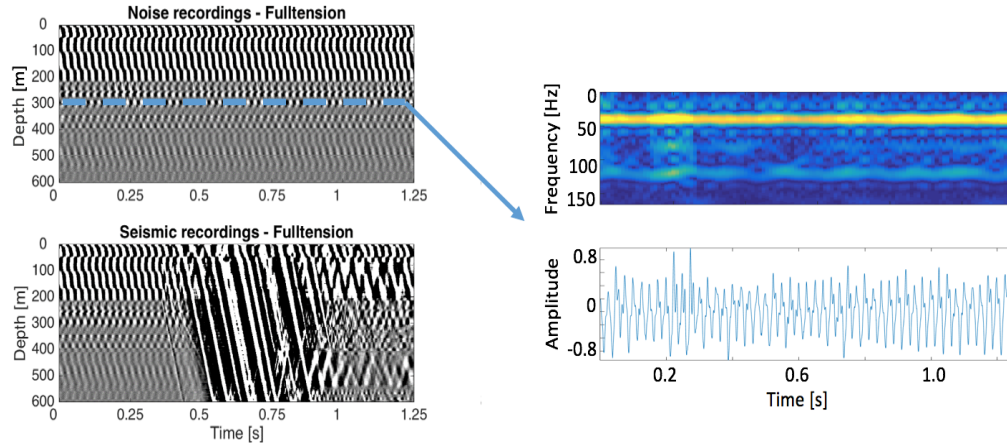 Noise recordings - Fulltension
Depth [m]
0
100
200
300
400
500
600
0 0.25 0.5 0.75 1 1.25
Seismic recordings - Fulltension
Depth [m]
0
100
200
300
400
500
600
0 0.25 0.5 0.75 1 1.25
Time [s]
Frequency [Hz]
0
50
100
150
Amplitude
0.8
0
-0.8
0.2 0.6 1.0
Time [s]